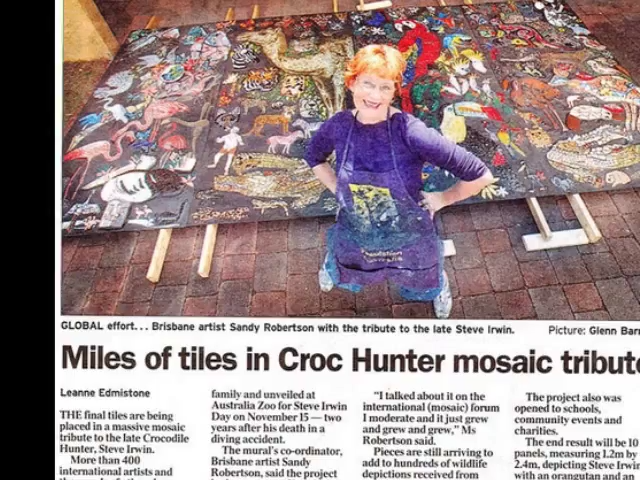 GLOBAL effort... Brisbane artist Sandy Robertson with the tribute to the late Steve Irwin. Picture: Glenn
Miles of tiles in Croc Hunter mosaic tribute
Leanne Edmistone
THE final tiles are being
placed in a massive mosaic
tribute to the late Crocodile
Hunter, Steve Irwin.
More than 400
international artists and
family and unveiled at
Australia Zoo for Steve Irwin
Day on November 15 — two
years after his death in a
diving accident.
The mural's co-ordinator,
Brisbane artist Sandy
Robertson, said the project
"I talked about it on the
international (mosaic) forum
I moderate and it just grew
and grew and grew," Ms
Robertson said.
Pieces are still arriving to
add to hundreds of wildlife
depictions received from
The project also was
opened to schools,
community events and
charities.
The end result will be 10
panels, measuring 1.2m by
2.4m, depicting Steve Irwin
with an orangutan and an